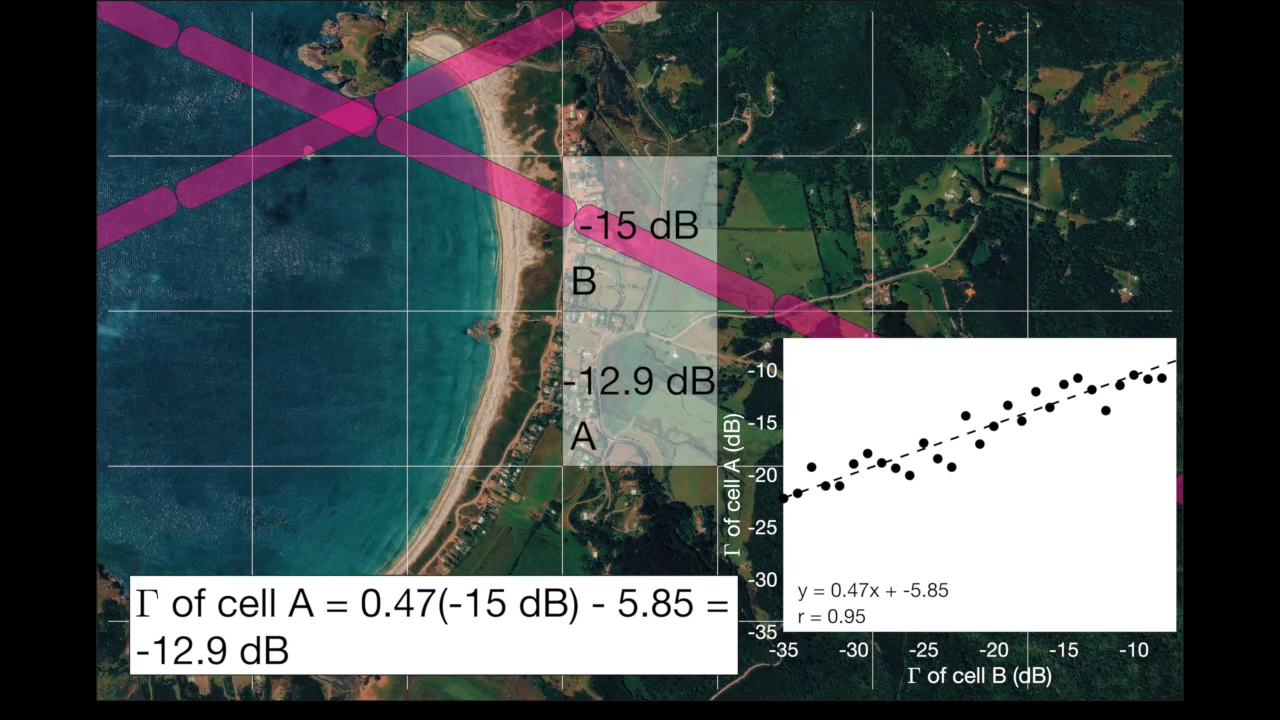 -15 dB
B
-12.9 dB
A
Γ of cell A = 0.47(-15 dB) - 5.85 =
-12.9 dB
Γ of cell A (dB)
-10
-15
-20
-25
-30
-35
y = 0.47x + -5.85
r = 0.95
-35 -30 -25 -20 -15 -10
Γ of cell B (dB)